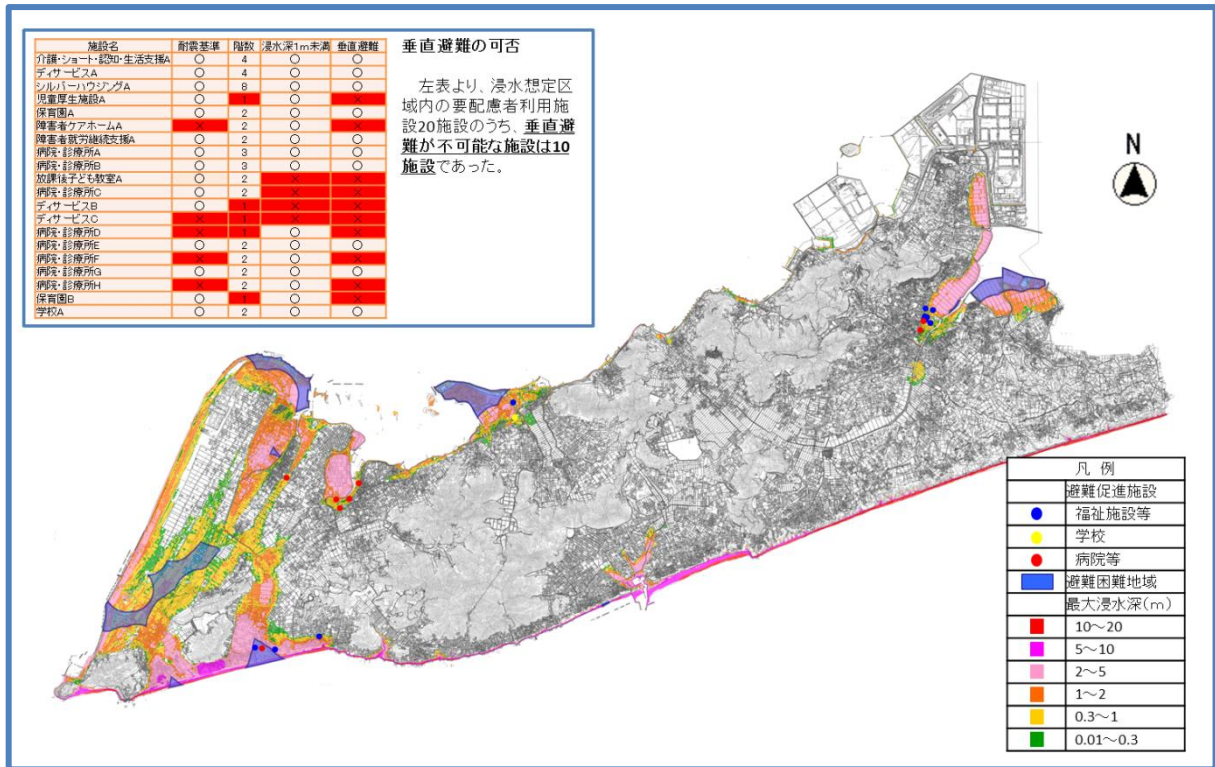 施設名 耐震基準 階数 浸水深1m未満 垂直避難
介護・ショート・認知・生活支援A ○ 4 ○ ○
ディサービスA ○ 4 ○ ○
シルバーハウジングA ○ 8 ○ ○
児童厚生施設A ○ 1 ○ ×
保育園A ○ 2 ○ ○
障害者ケアホームA × 2 ○ ×
障害者就労継続支援A ○ 2 ○ ○
病院・診療所A ○ 3 ○ ○
病院・診療所B ○ 3 ○ ○
放課後子ども教室A ○ 2 × ×
病院・診療所C ○ 2 × ×
ディサービスB ○ 1 × ×
ディサービスC × 1 × ×
病院・診療所D × 1 ○ ×
病院・診療所E ○ 2 ○ ○
病院・診療所F × 2 ○ ×
病院・診療所G ○ 2 ○ ○
病院・診療所H × 2 ○ ×
保育園B ○ 1 ○ ×
学校A ○ 2 ○ ○
垂直避難の可否
左表より、浸水想定区
域内の要配慮者利用施
設20施設のうち、垂直避
難が不可能な施設は10
施設であった。
N
凡 例
避難促進施設
福祉施設等
学校
病院等
避難困難地域
最大浸水深(m)
10～20
5～10
2～5
1～2
0.3～1
0.01～0.3